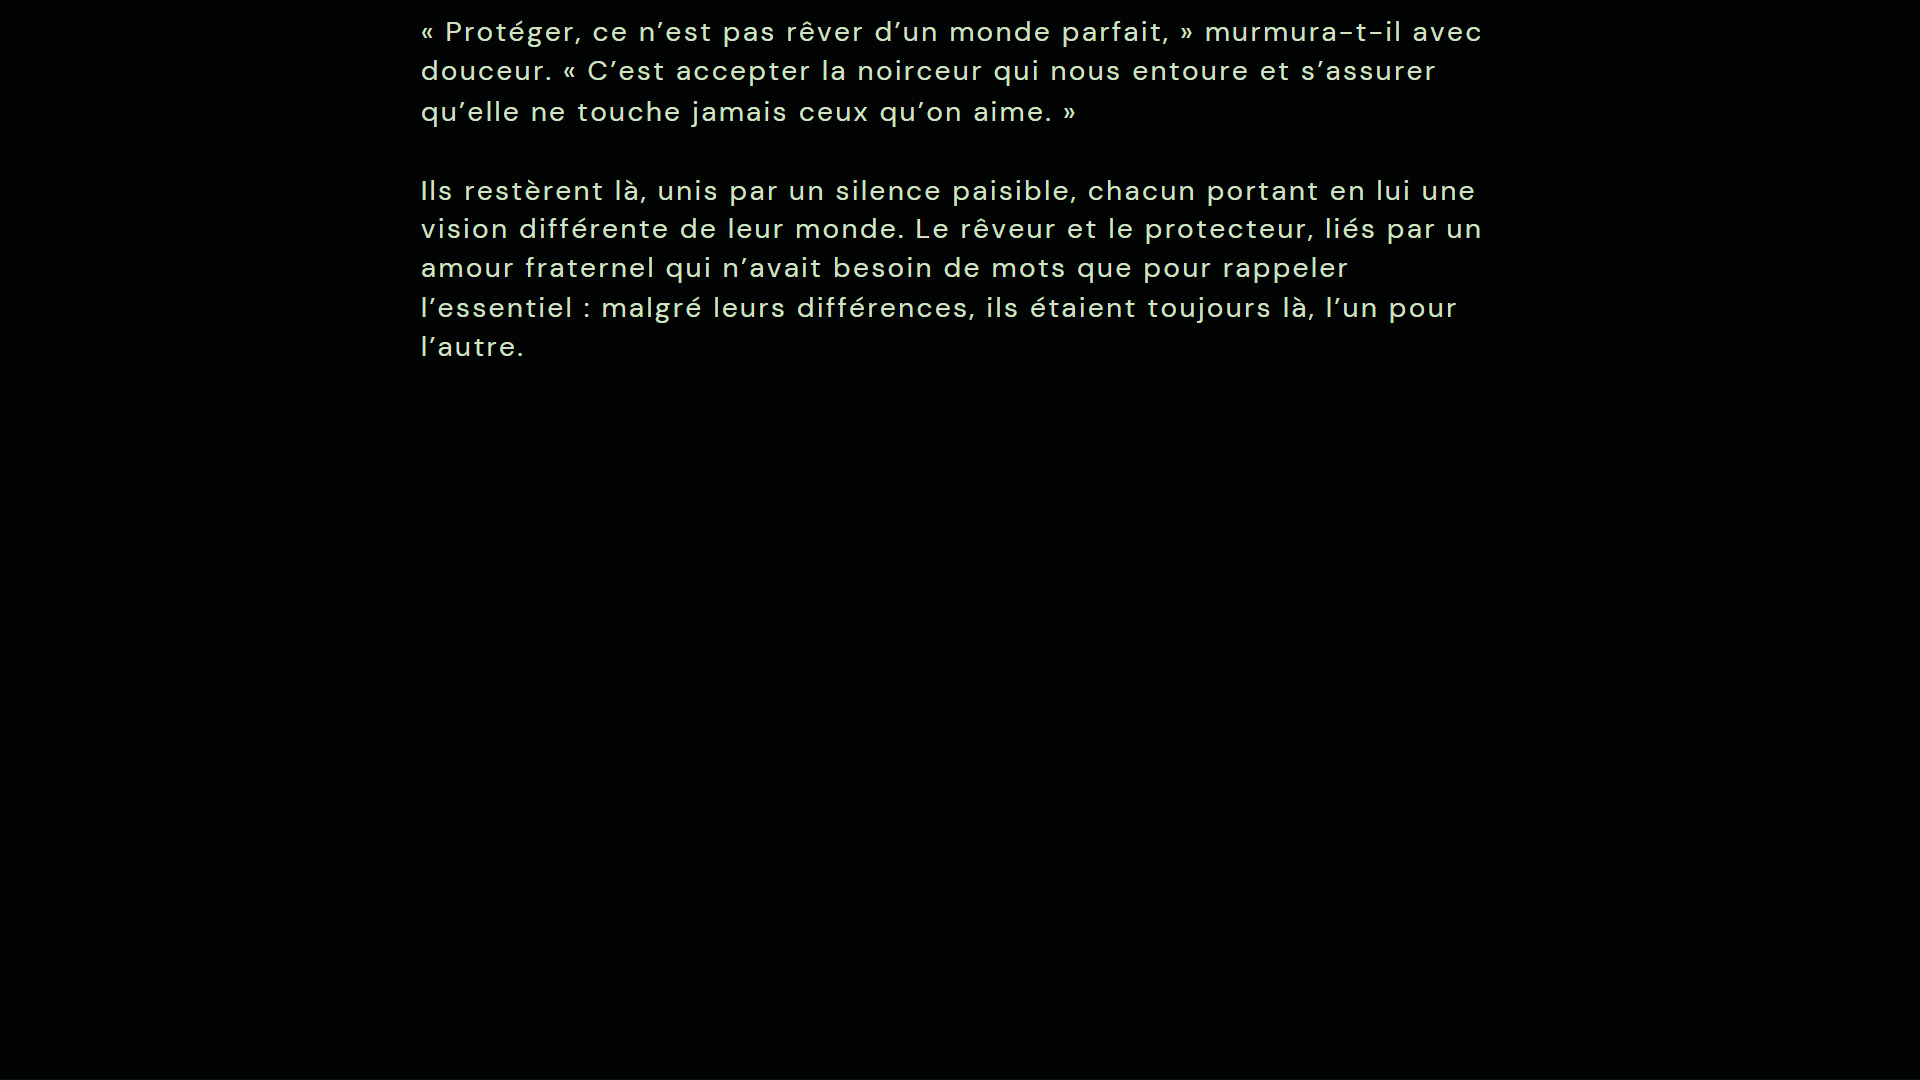 « Protéger, ce n’est pas rêver d’un monde parfait, » murmura-t-il avec
douceur. « C’est accepter la noirceur qui nous entoure et s’assurer
qu’elle ne touche jamais ceux qu’on aime. »
Ils restèrent là, unis par un silence paisible, chacun portant en lui une
vision différente de leur monde. Le rêveur et le protecteur, liés par un
amour fraternel qui n’avait besoin de mots que pour rappeler
l’essentiel : malgré leurs différences, ils étaient toujours là, l’un pour
l’autre.